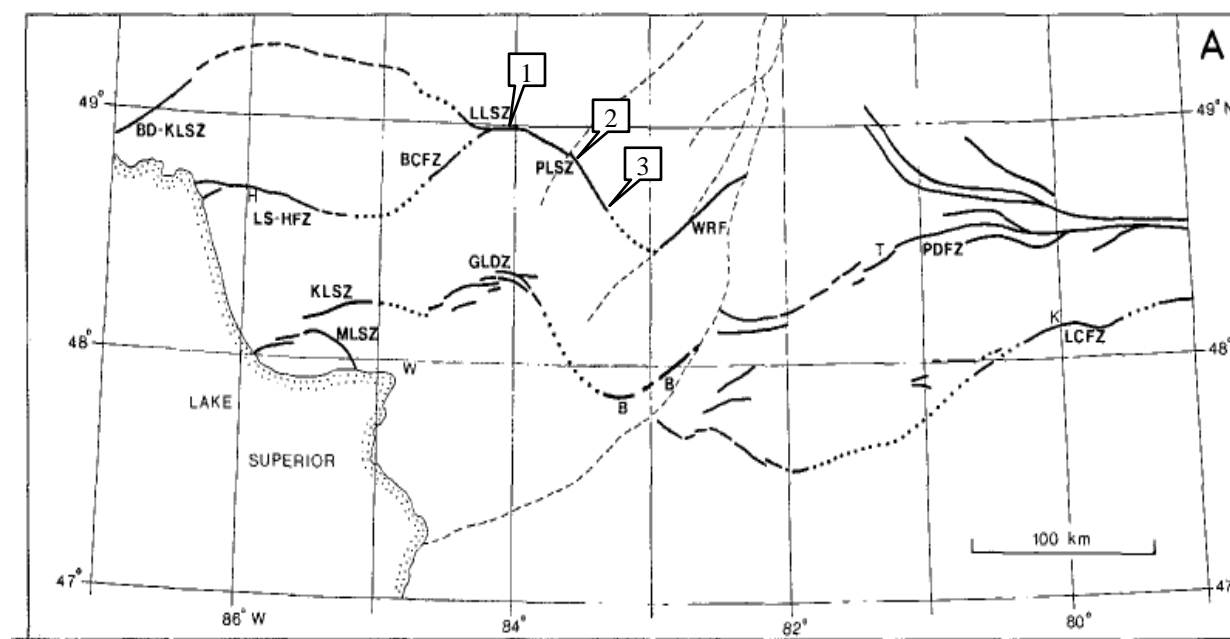 A
1
49°
LLSZ
2
49° N
BD-KLSZ
BCFZ
PLSZ
3
H
LS-HFZ
WRF
GLDZ
T
PDFZ
KLSZ
K
LCFZ
MLSZ
48°
W
48°
B
B
LAKE
SUPERIOR
100 km
47°
47
86° W
84°
82°
80°